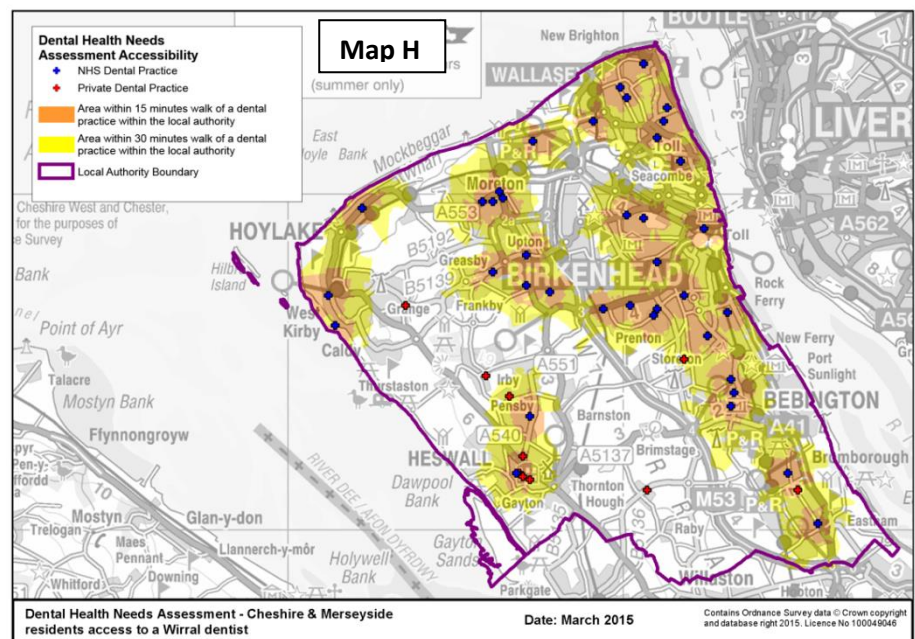 Map H
Dental Health Needs
Assessment Accessibility
NHS Dental Practice
Private Dental Practice
Area within 15 minutes walk of a dental
practice within the local authority
Area within 30 minutes walk of a dental
practice within the local authority
Local Authority Boundary
(summer only)
New Brighton
BOOTLE
WALLASE
LIVER
East
oyle Bank
Mockbeggar
Wharf
P&R
Toll
Seacombe
Moreton
A553
A562
Cheshire West and Chester,
for the purposes of
e Survey
HOYLAKE
B5192
Upton
Toll
Hilbre
Island
Bank
Greasby
BIRKENHEAD
B5139
Rock
Ferry
Grange
Frankby
West
Kirby
Point of Ayr
Caldy
Prenton
New Ferry
Storeton
Port
Sunlight
A551
Talacre
Mostyn Bank
Thurstaston
Irby
Pensby
Barnston
BEBINGTON
Ffynnongroyw
A540
P&R
A41
HESWALL
A5137
Brimstage
Bromborough
Dawpool
Bank
RIVER DEE / AFON DYFRDWY
Gayton
Thornton
Hough
M53
P&R
Mostyn
Glan-y-don
Raby
Eastham
Trelogan
Maes
Pennant
Llannerch-y-môr
Gayton
Sands
Whitford
Downing
Holywell
Bank
Parkgate
Willaston
Hooton
Dental Health Needs Assessment - Cheshire & Merseyside
residents access to a Wirral dentist
Date: March 2015
Contains Ordnance Survey data © Crown copyright
and database right 2015. Licence No 100049046